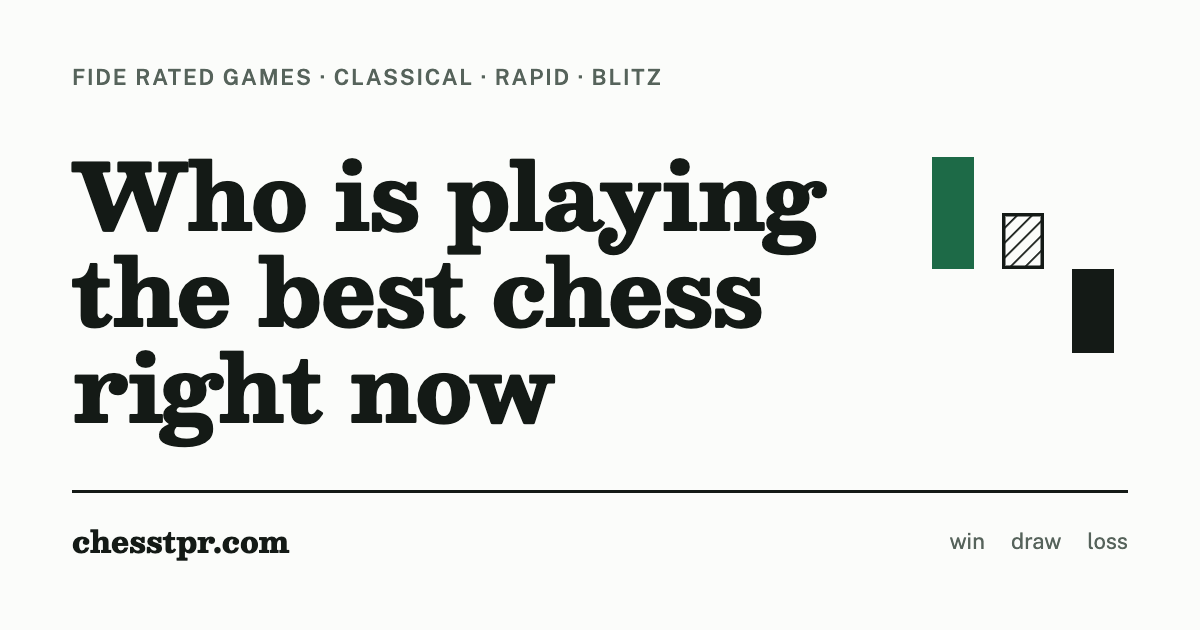 FIDE RATED GAMES · CLASSICAL · RAPID · BLITZ
Who is playing
the best chess
right now
chesstpr.com
win draw loss